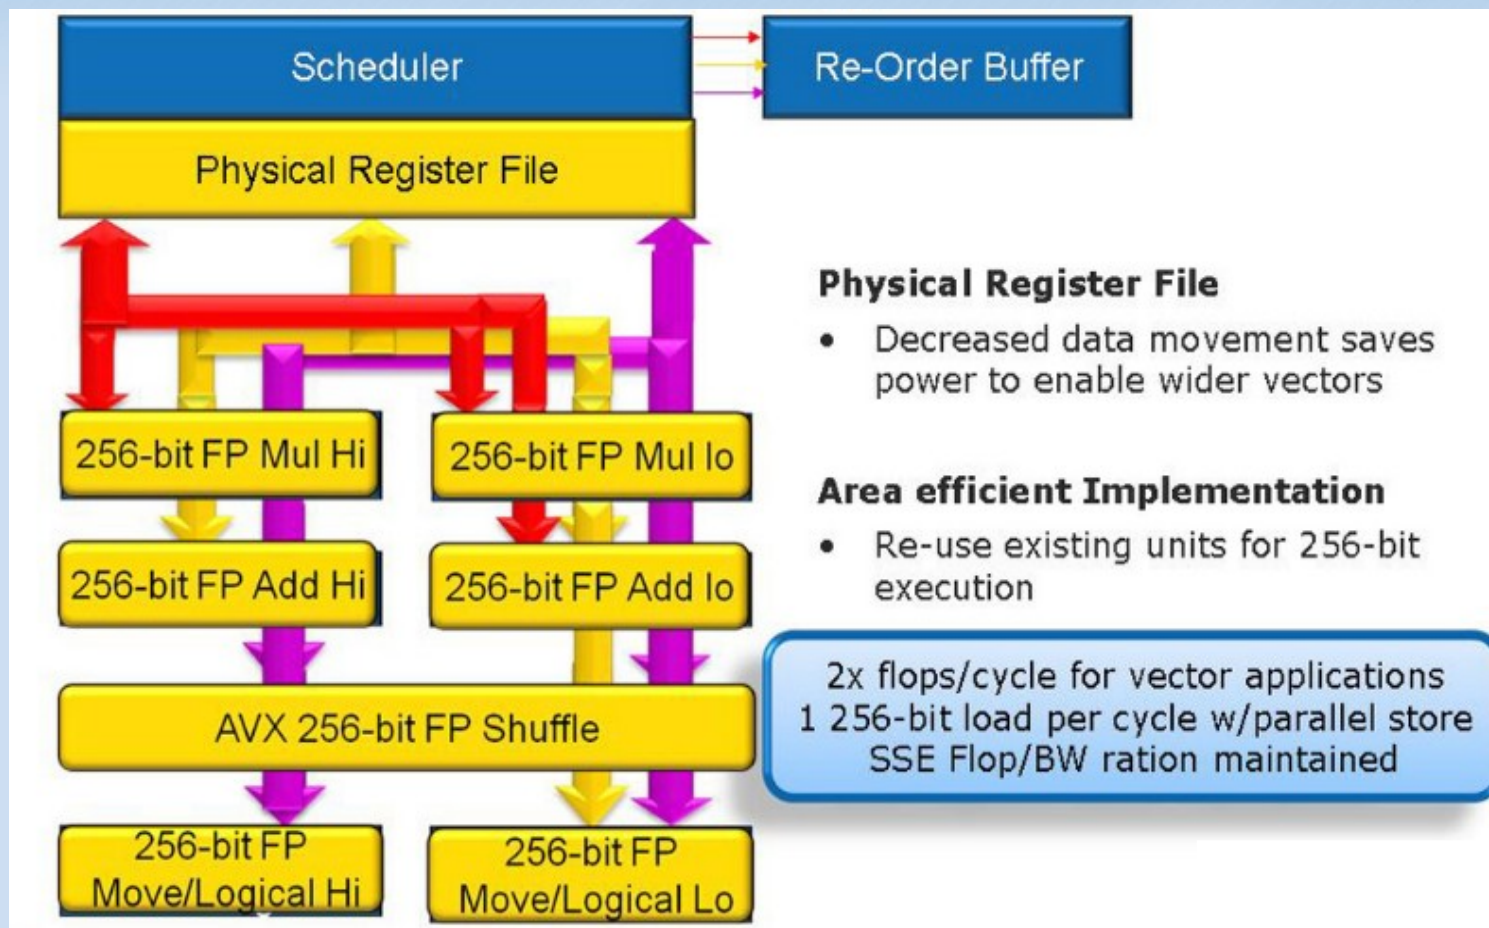 Scheduler
Re-Order Buffer
Physical Register File
256-bit FP Mul Hi
256-bit FP Mul lo
256-bit FP Add Hi
256-bit FP Add lo
AVX 256-bit FP Shuffle
256-bit FP
Move/Logical Hi
256-bit FP
Move/Logical Lo
Physical Register File
• Decreased data movement saves
power to enable wider vectors
Area efficient Implementation
• Re-use existing units for 256-bit
execution
2x flops/cycle for vector applications
1 256-bit load per cycle w/parallel store
SSE Flop/BW ration maintained